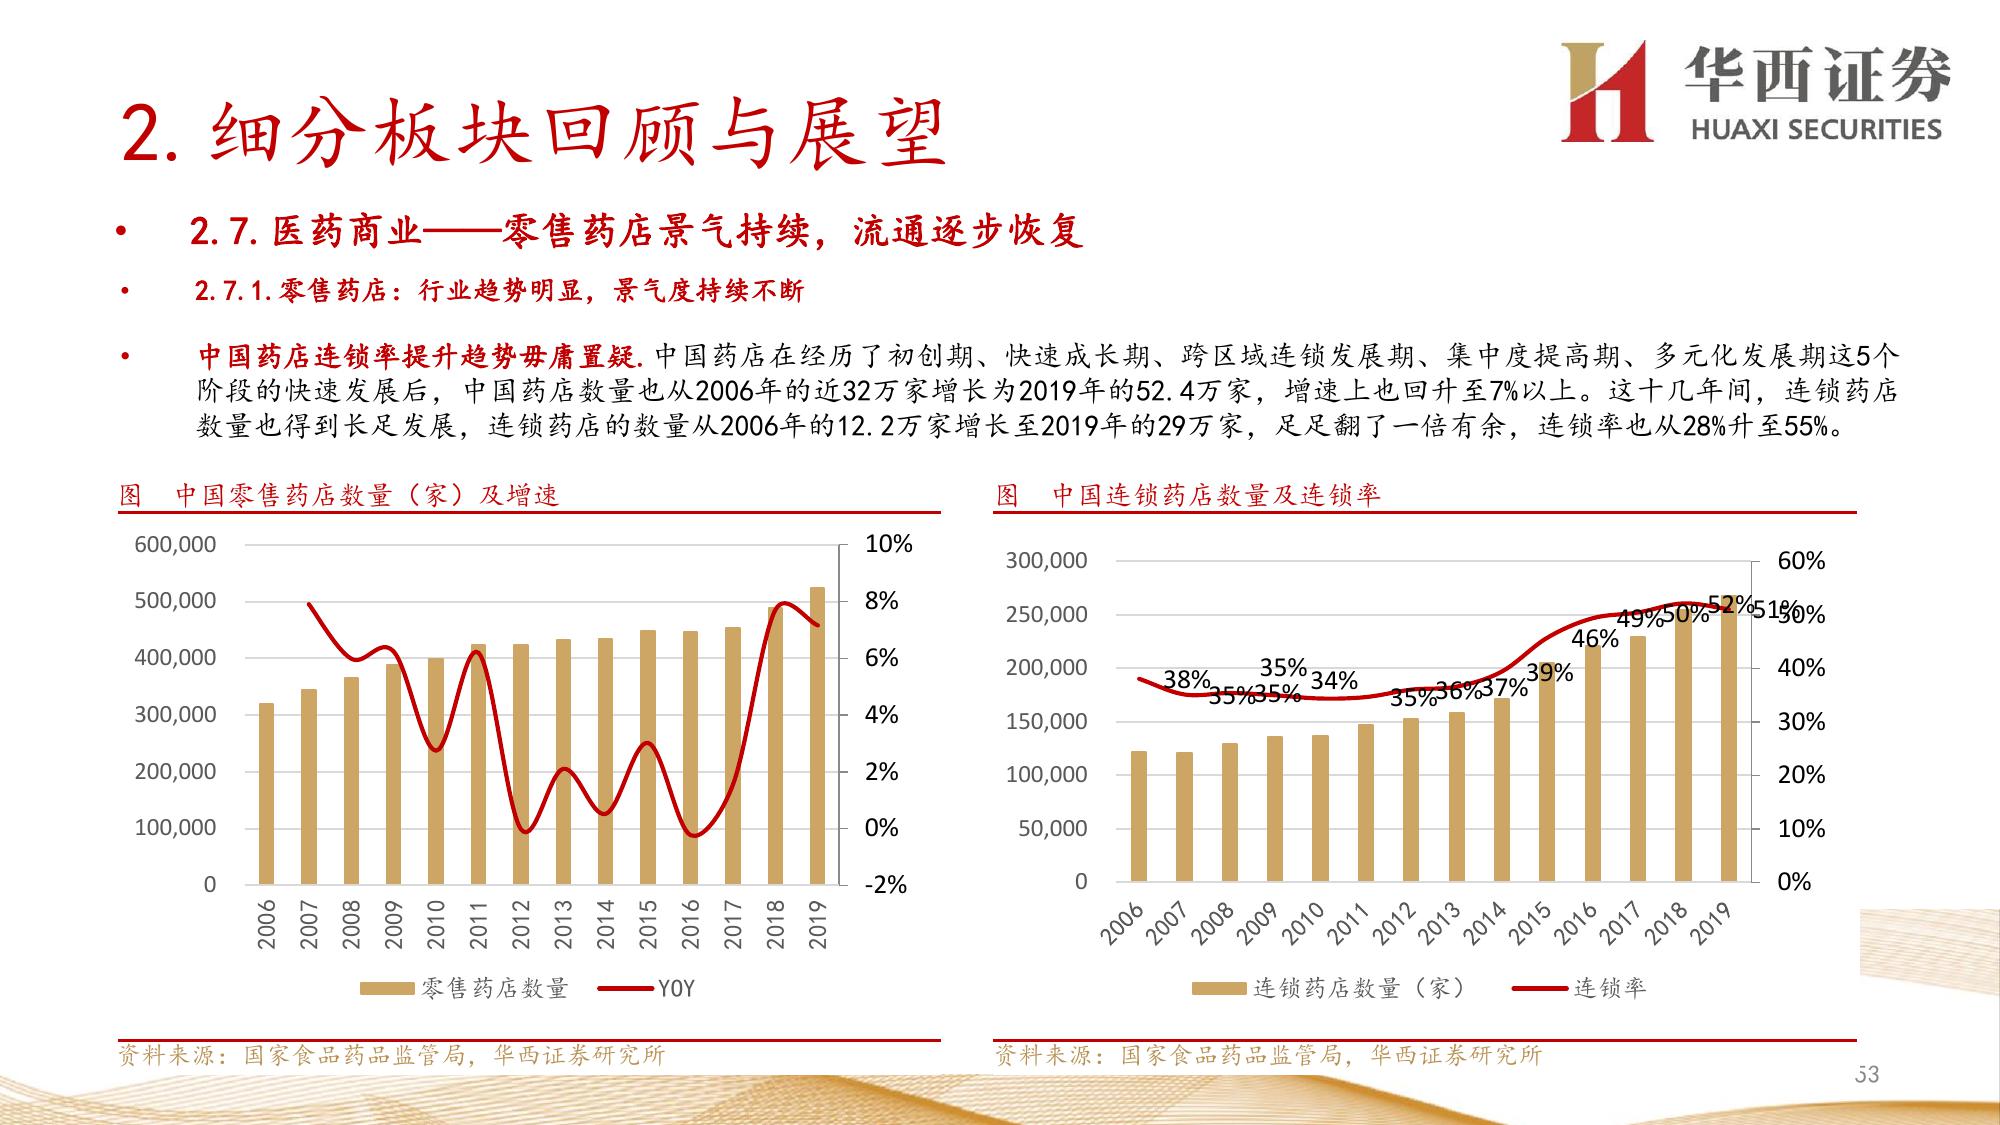 华西证券
HUAXI SECURITIES
2. 细分板块回顾与展望
• 2.7. 医药商业——零售药店景气持续，流通逐步恢复
• 2.7.1.零售药店：行业趋势明显，景气度持续不断
• 中国药店连锁率提升趋势毋庸置疑.中国药店在经历了初创期、快速成长期、跨区域连锁发展期、集中度提高期、多元化发展期这5个
阶段的快速发展后，中国药店数量也从2006年的近32万家增长为2019年的52.4万家，增速上也回升至7%以上。这十几年间，连锁药店
数量也得到长足发展，连锁药店的数量从2006年的12.2万家增长至2019年的29万家，足足翻了一倍有余，连锁率也从28%升至55%。
图 中国零售药店数量（家）及增速
600,000
500,000
400,000
300,000
200,000
100,000
0
10%
8%
6%
4%
2%
0%
-2%
2006 2007 2008 2009 2010 2011 2012 2013 2014 2015 2016 2017 2018 2019
零售药店数量 YOY
资料来源：国家食品药品监管局，华西证券研究所
图 中国连锁药店数量及连锁率
300,000
250,000
200,000
150,000
100,000
50,000
0
38% 35% 35% 35% 34% 35% 36% 37% 39% 46% 49% 50% 52% 51%
60%
50%
40%
30%
20%
10%
0%
2006 2007 2008 2009 2010 2011 2012 2013 2014 2015 2016 2017 2018 2019
连锁药店数量（家） 连锁率
资料来源：国家食品药品监管局，华西证券研究所
53